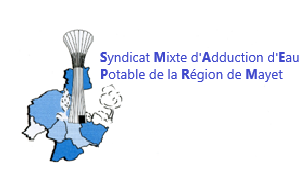 Syndicat Mixte d'Adduction d'Eau
Potable de la Région de Mayet